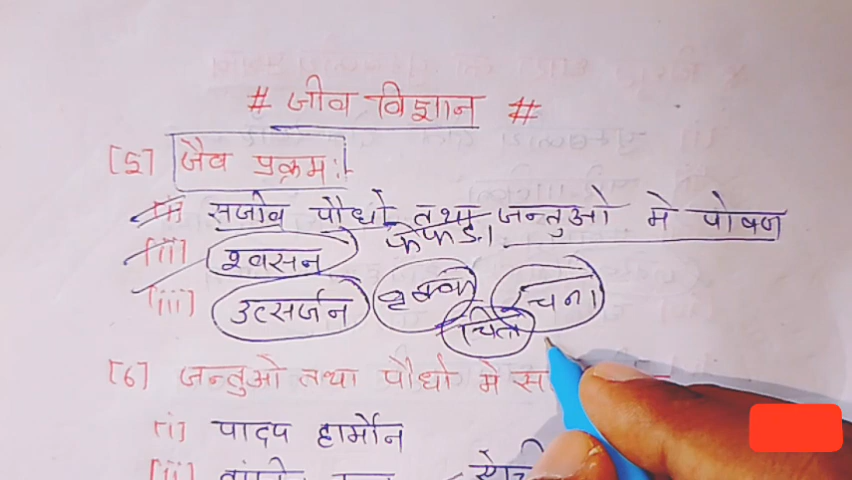 # जीव विज्ञान #
[5] जैव प्रक्रम :-
[i] सजीव पौधो तथा जन्तुओ मे पोषण
[ii] श्वसन फेफड़ा
[iii] उत्सर्जन वृक्क रचना
चित्र
[6] जन्तुओ तथा पौधो मे स
[i] पादप हार्मोन
[ii]